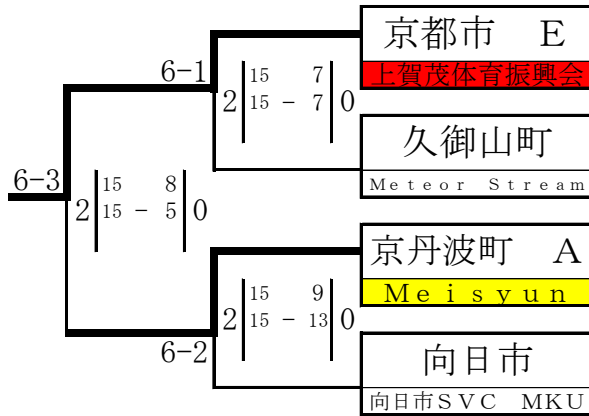 京都市 E
上賀茂体育振興会
6-1
15 7
2 15 - 7 0
久御山町
Meteor Stream
6-3
15 8
2 15 - 5 0
京丹波町 A
Meisyun
15 9
2 15 - 13 0
6-2
向日市
向日市SVC MKU